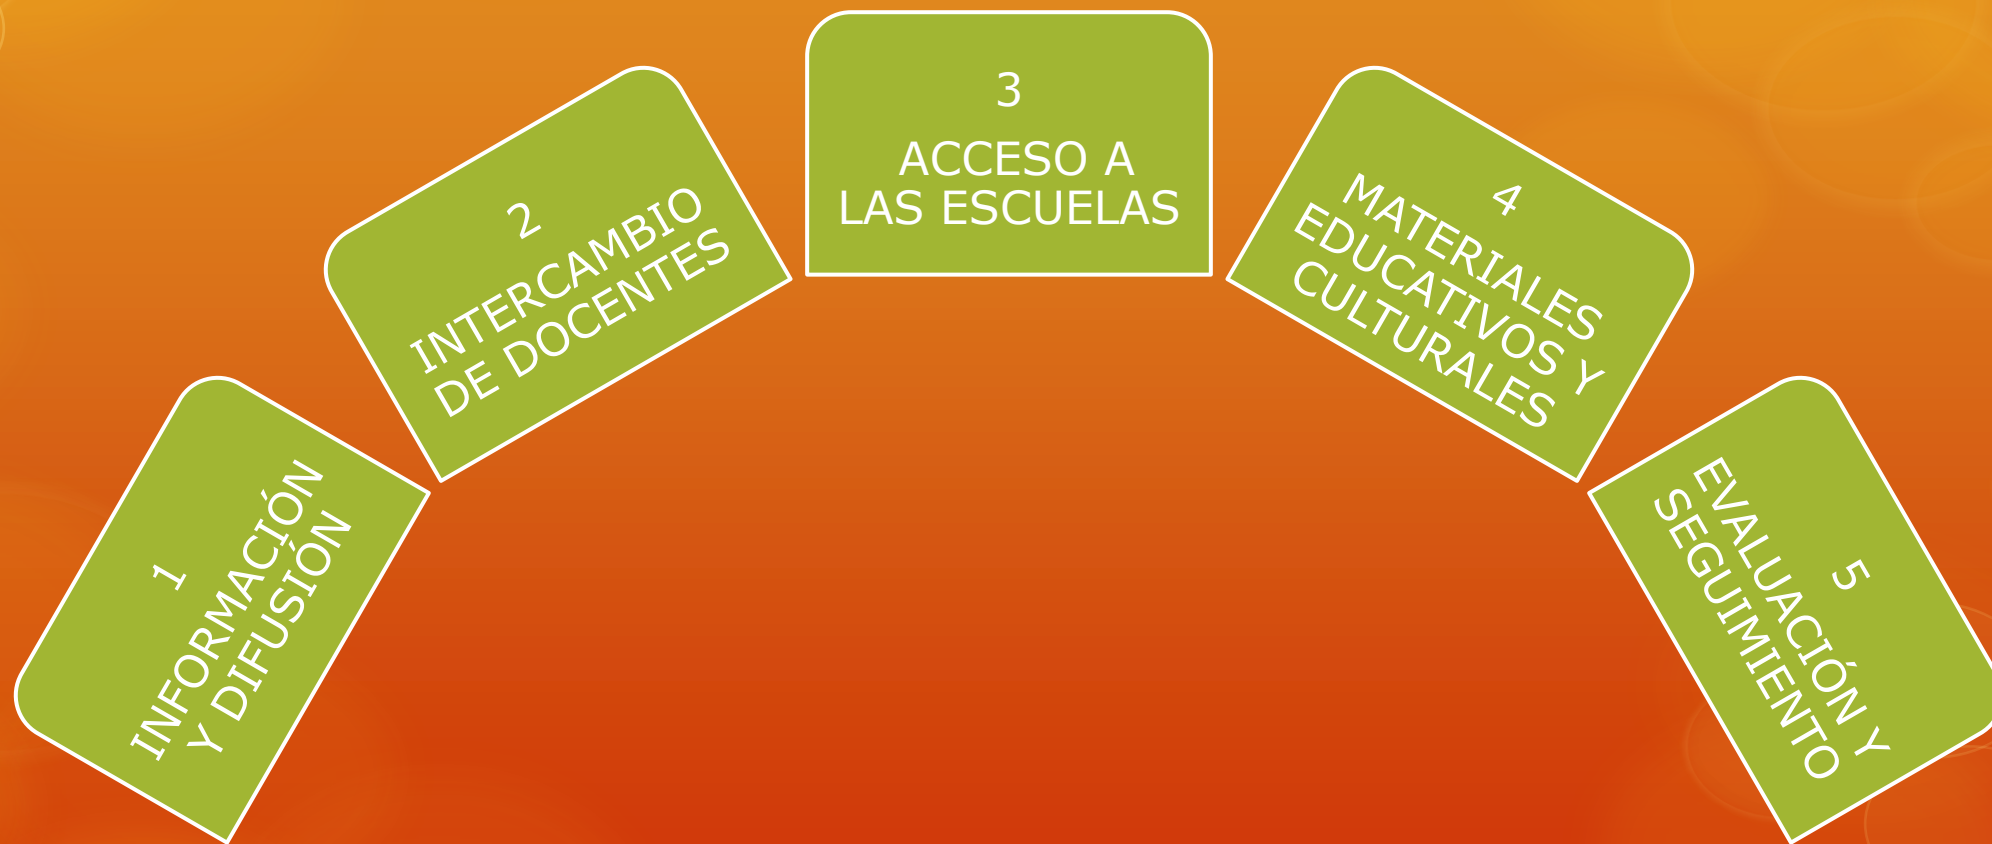 1
INFORMACIÓN
Y DIFUSIÓN
2
INTERCAMBIO
DE DOCENTES
3
ACCESO A
LAS ESCUELAS
4
MATERIALES
EDUCATIVOS Y
CULTURALES
5
EVALUACIÓN Y
SEGUIMIENTO